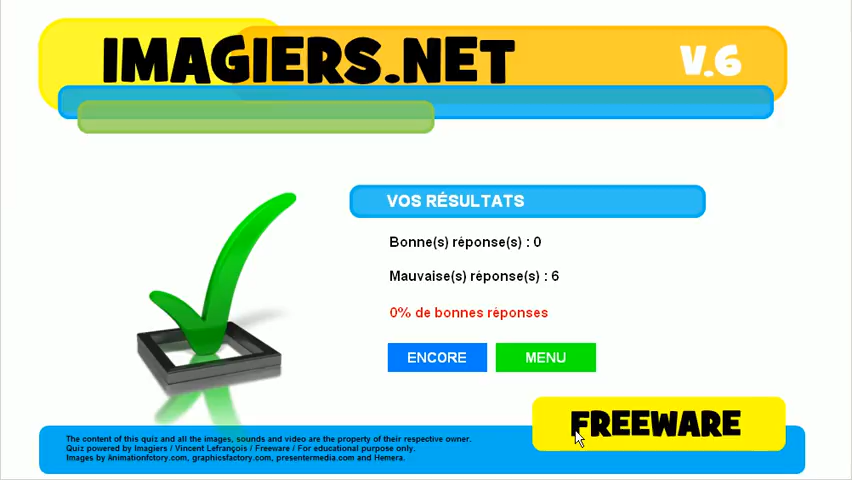 IMAGIERS.NET
V.6
VOS RÉSULTATS
Bonne(s) réponse(s) : 0
Mauvaise(s) réponse(s) : 6
0% de bonnes réponses
ENCORE
MENU
FREEWARE
The content of this quiz and all the images, sounds and video are the property of their respective owner.
Quiz powered by Imagiers / Vincent Lefrançois / Freeware / For educational purpose only.
Images by Animationfctory.com, graphicsfactory.com, presentermedia.com and Hemera.